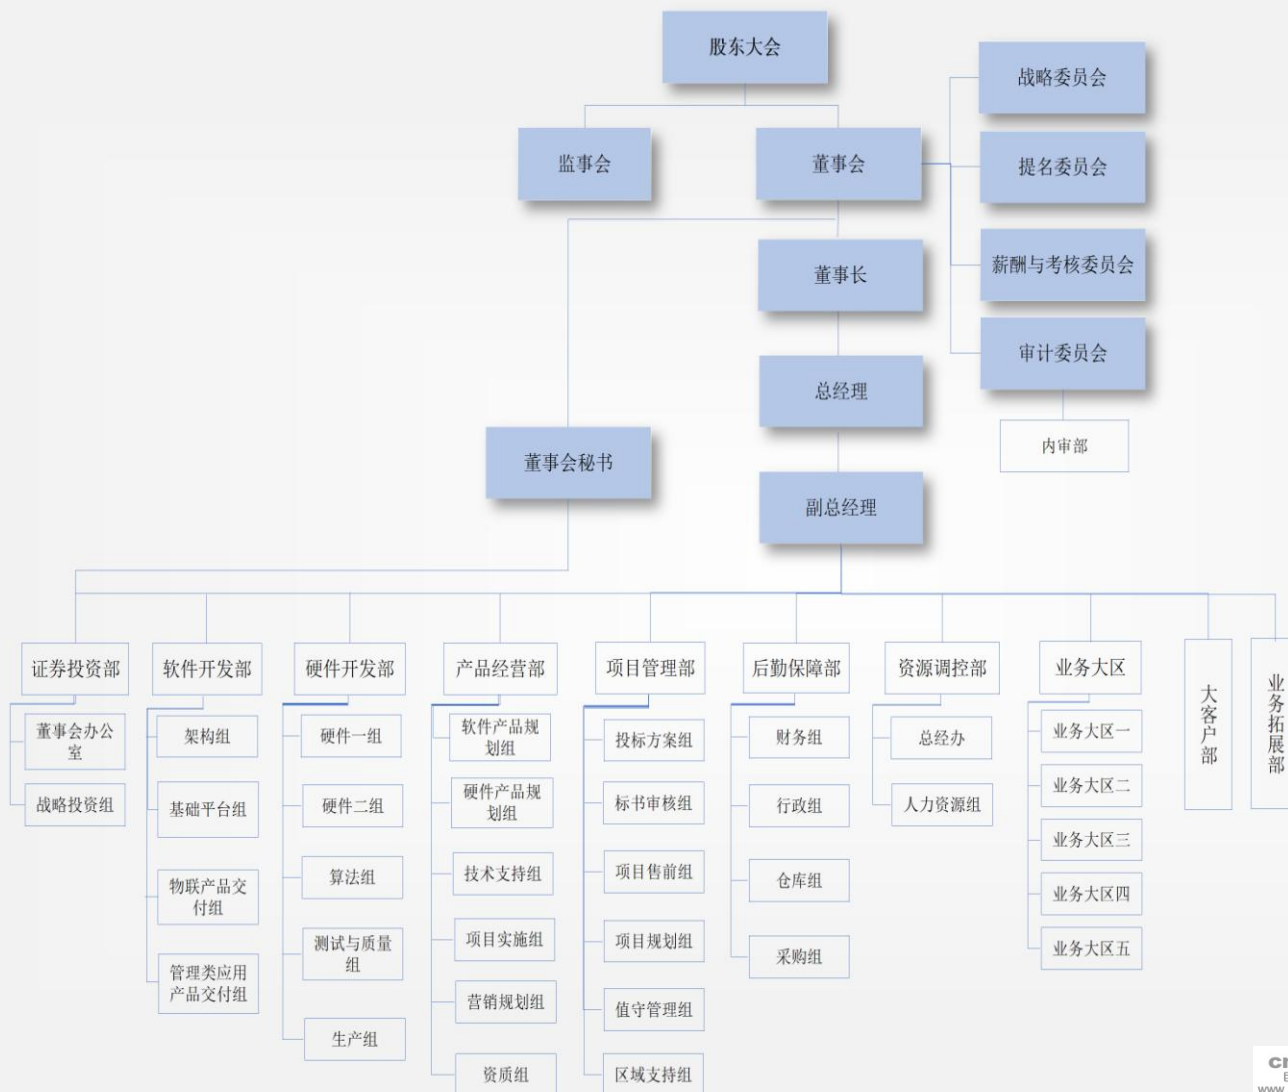 股东大会
战略委员会
监事会
董事会
提名委员会
董事长
薪酬与考核委员会
审计委员会
总经理
内审部
董事会秘书
副总经理
证券投资部
软件开发部
硬件开发部
产品经营部
项目管理部
后勤保障部
资源调控部
业务大区
大客户部
业务拓展部
董事会办公
室
战略投资组
架构组
基础平台组
物联产品交
付组
管理类应用
产品交付组
硬件一组
硬件二组
算法组
测试与质量
组
生产组
软件产品规
划组
硬件产品规
划组
技术支持组
项目实施组
营销规划组
资质组
投标方案组
标书审核组
项目售前组
项目规划组
值守管理组
区域支持组
财务组
行政组
仓库组
采购组
总经办
人力资源组
业务大区一
业务大区二
业务大区三
业务大区四
业务大区五